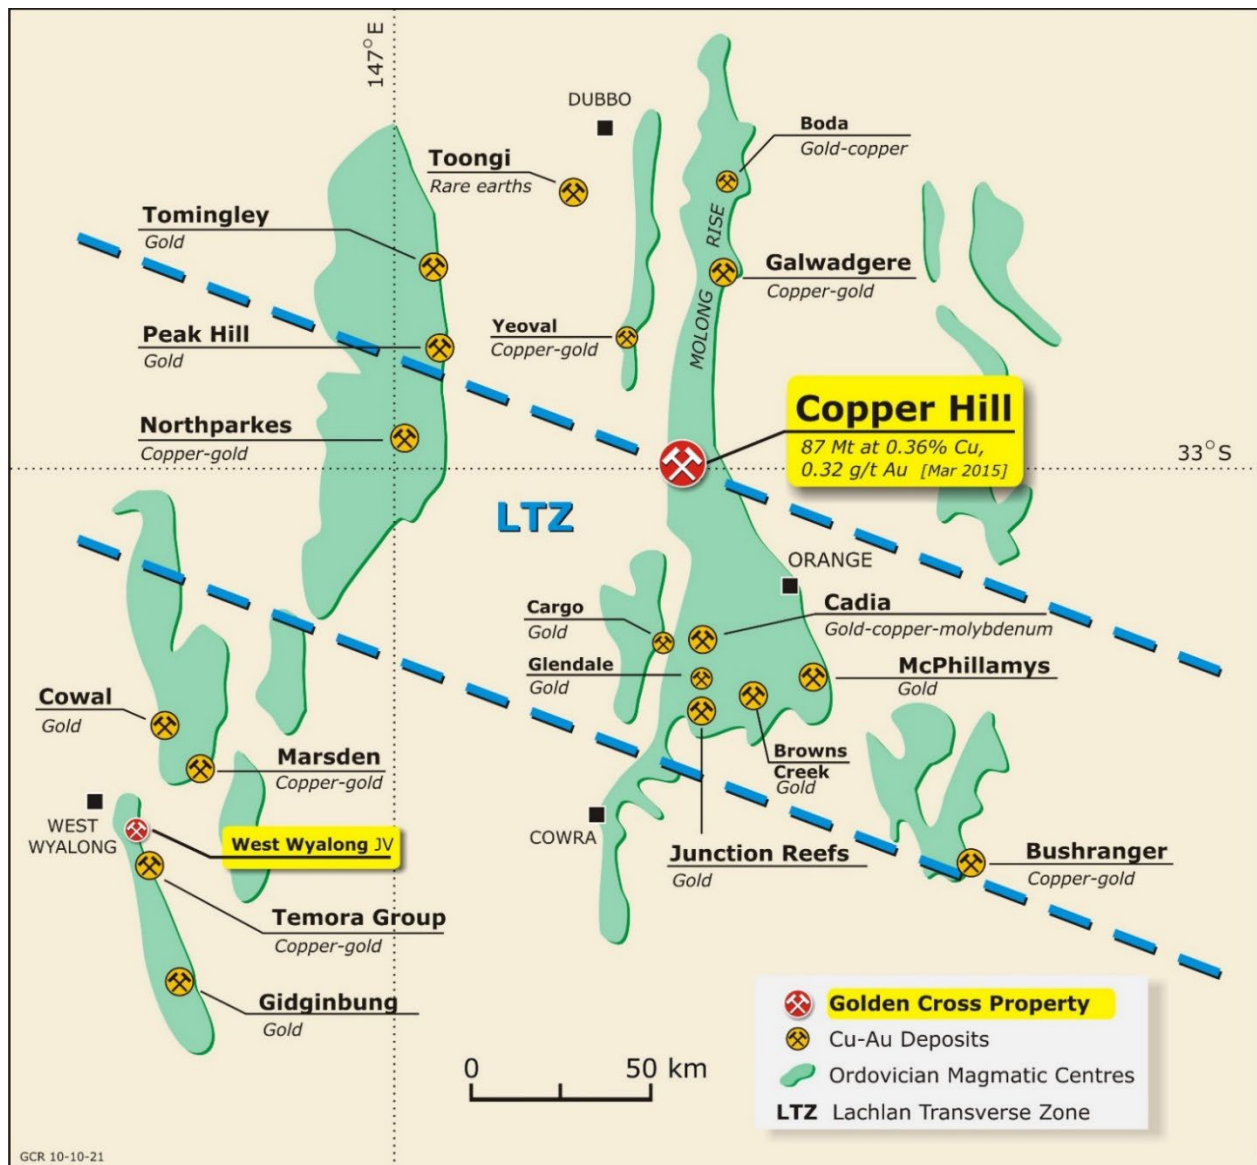 147°E
DUBBO
Boda
Gold-copper
Toongi
Rare earths
Tomingley
Gold
MOLONG RISE
Galwadgere
Copper-gold
Peak Hill
Gold
Yeoval
Copper-gold
Copper Hill
87 Mt at 0.36% Cu,
0.32 g/t Au [Mar 2015]
Northparkes
Copper-gold
33°S
LTZ
ORANGE
Cargo
Gold
Cadia
Gold-copper-molybdenum
Glendale
Gold
McPhillamys
Gold
Cowal
Gold
Marsden
Copper-gold
Browns
Creek
Gold
WEST
WYALONG
West Wyalong JV
COWRA
Junction Reefs
Gold
Bushranger
Copper-gold
Temora Group
Copper-gold
Gidginbung
Gold
0 50 km
Golden Cross Property
Cu-Au Deposits
Ordovician Magmatic Centres
LTZ Lachlan Transverse Zone
GCR 10-10-21